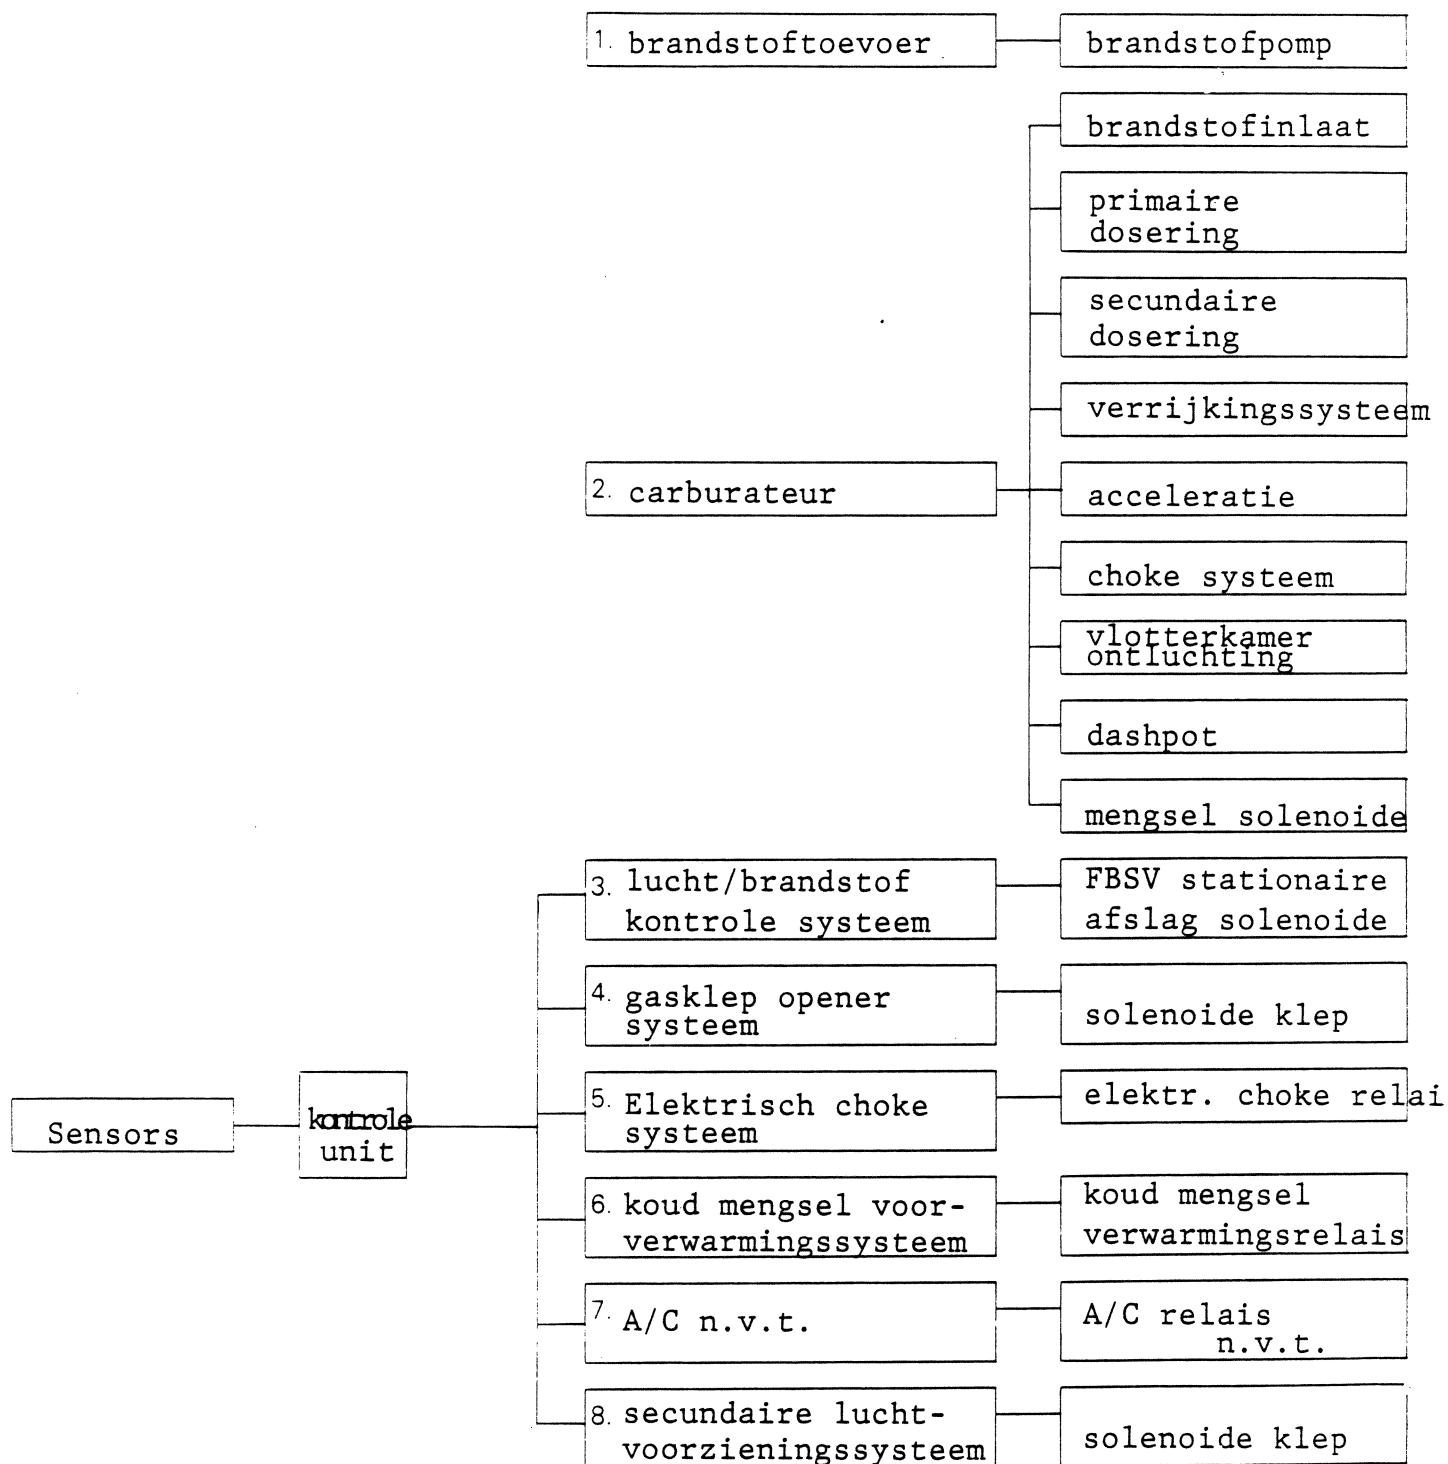 1. brandstoftoevoer
brandstofpomp
brandstofinlaat
primaire
dosering
secundaire
dosering
verrijkingssysteem
2. carburateur
acceleratie
choke systeem
vlotterkamer
ontluchting
dashpot
mengsel solenoide
3. lucht/brandstof
kontrole systeem
FBSV stationaire
afslag solenoide
4. gasklep opener
systeem
solenoide klep
Sensors
kontrole
unit
5. Elektrisch choke
systeem
elektr. choke relai
6. koud mengsel voor-
verwarmingssysteem
koud mengsel
verwarmingsrelais
7. A/C n.v.t.
A/C relais
n.v.t.
8. secundaire lucht-
voorzieningssysteem
solenoide klep